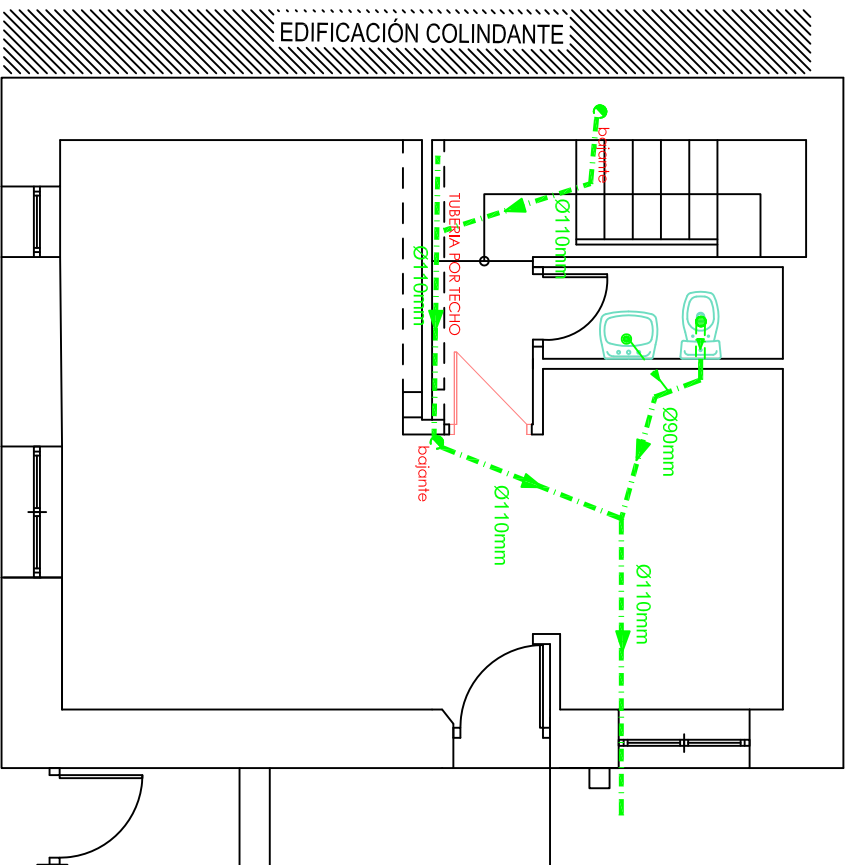 EDIFICACIÓN COLINDANTE
bajante
Ø110mm
TUBERIA POR TECHO
Ø110mm
bajante
Ø90mm
Ø110mm
Ø110mm